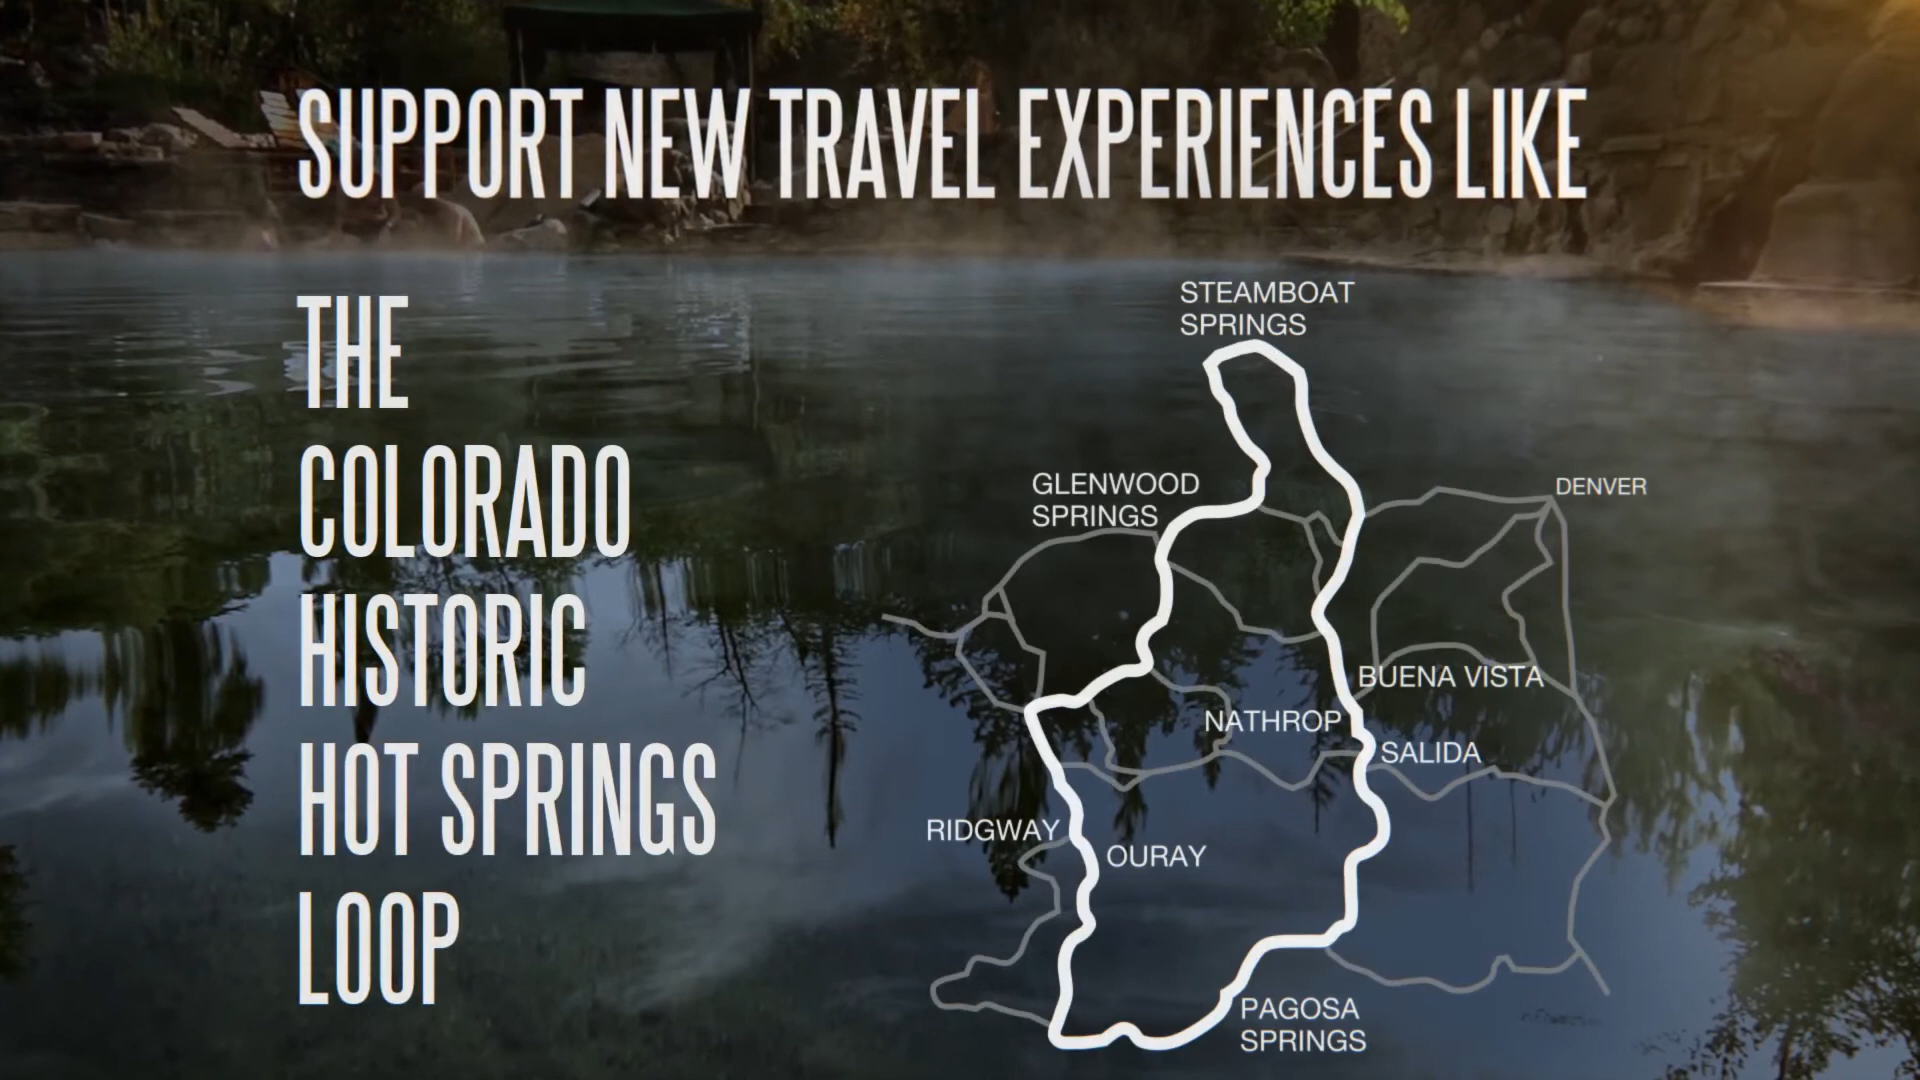 SUPPORT NEW TRAVEL EXPERIENCES LIKE
THE
COLORADO
HISTORIC
HOT SPRINGS
LOOP
STEAMBOAT
SPRINGS
GLENWOOD
SPRINGS
DENVER
BUENA VISTA
NATHROP
SALIDA
RIDGWAY
OURAY
PAGOSA
SPRINGS